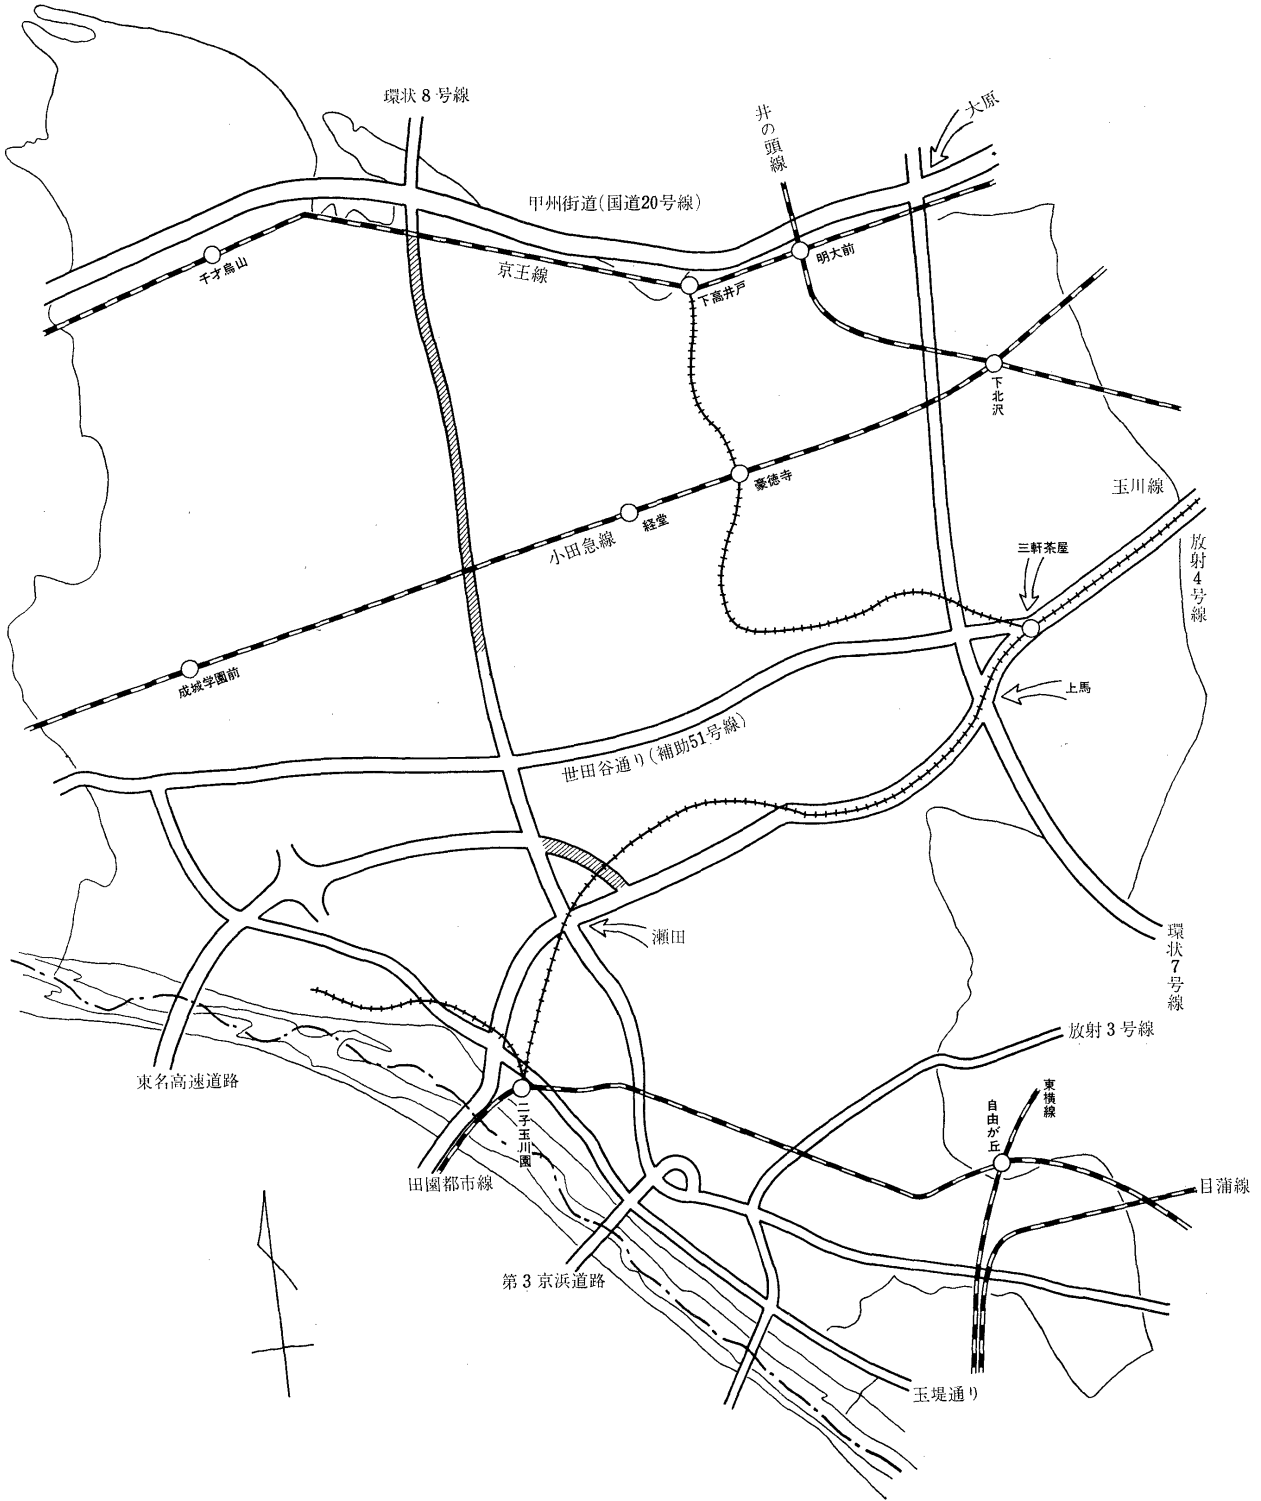 環状8号線
井の頭線
大原
甲州街道(国道20号線)
千才烏山
京王線
明大前
下高井戸
下北沢
豪徳寺
玉川線
経堂
小田急線
三軒茶屋
放射4号線
成城学園前
上馬
世田谷通り(補助51号線)
瀬田
環状7号線
東名高速道路
放射3号線
東横線
自由が丘
二子玉川園
田園都市線
目蒲線
第3京浜道路
玉堤通り